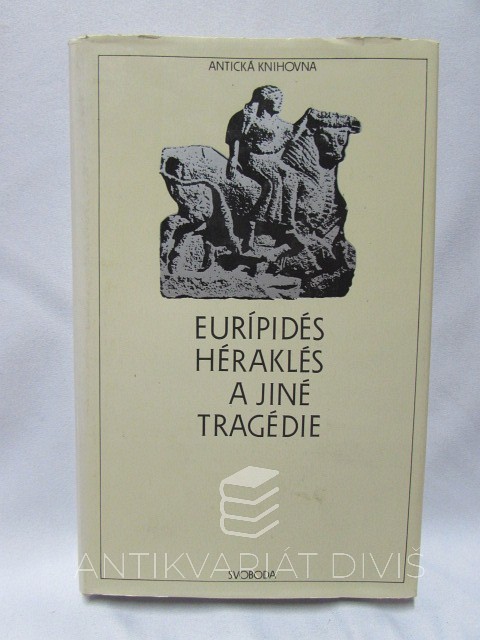 ANTICKÁ KNIHOVNA
EURÍPIDÉS
HÉRAKLÉS
A JINÉ
TRAGÉDIE
ANTIKVARIÁT DIVIŠ
SVOBODA